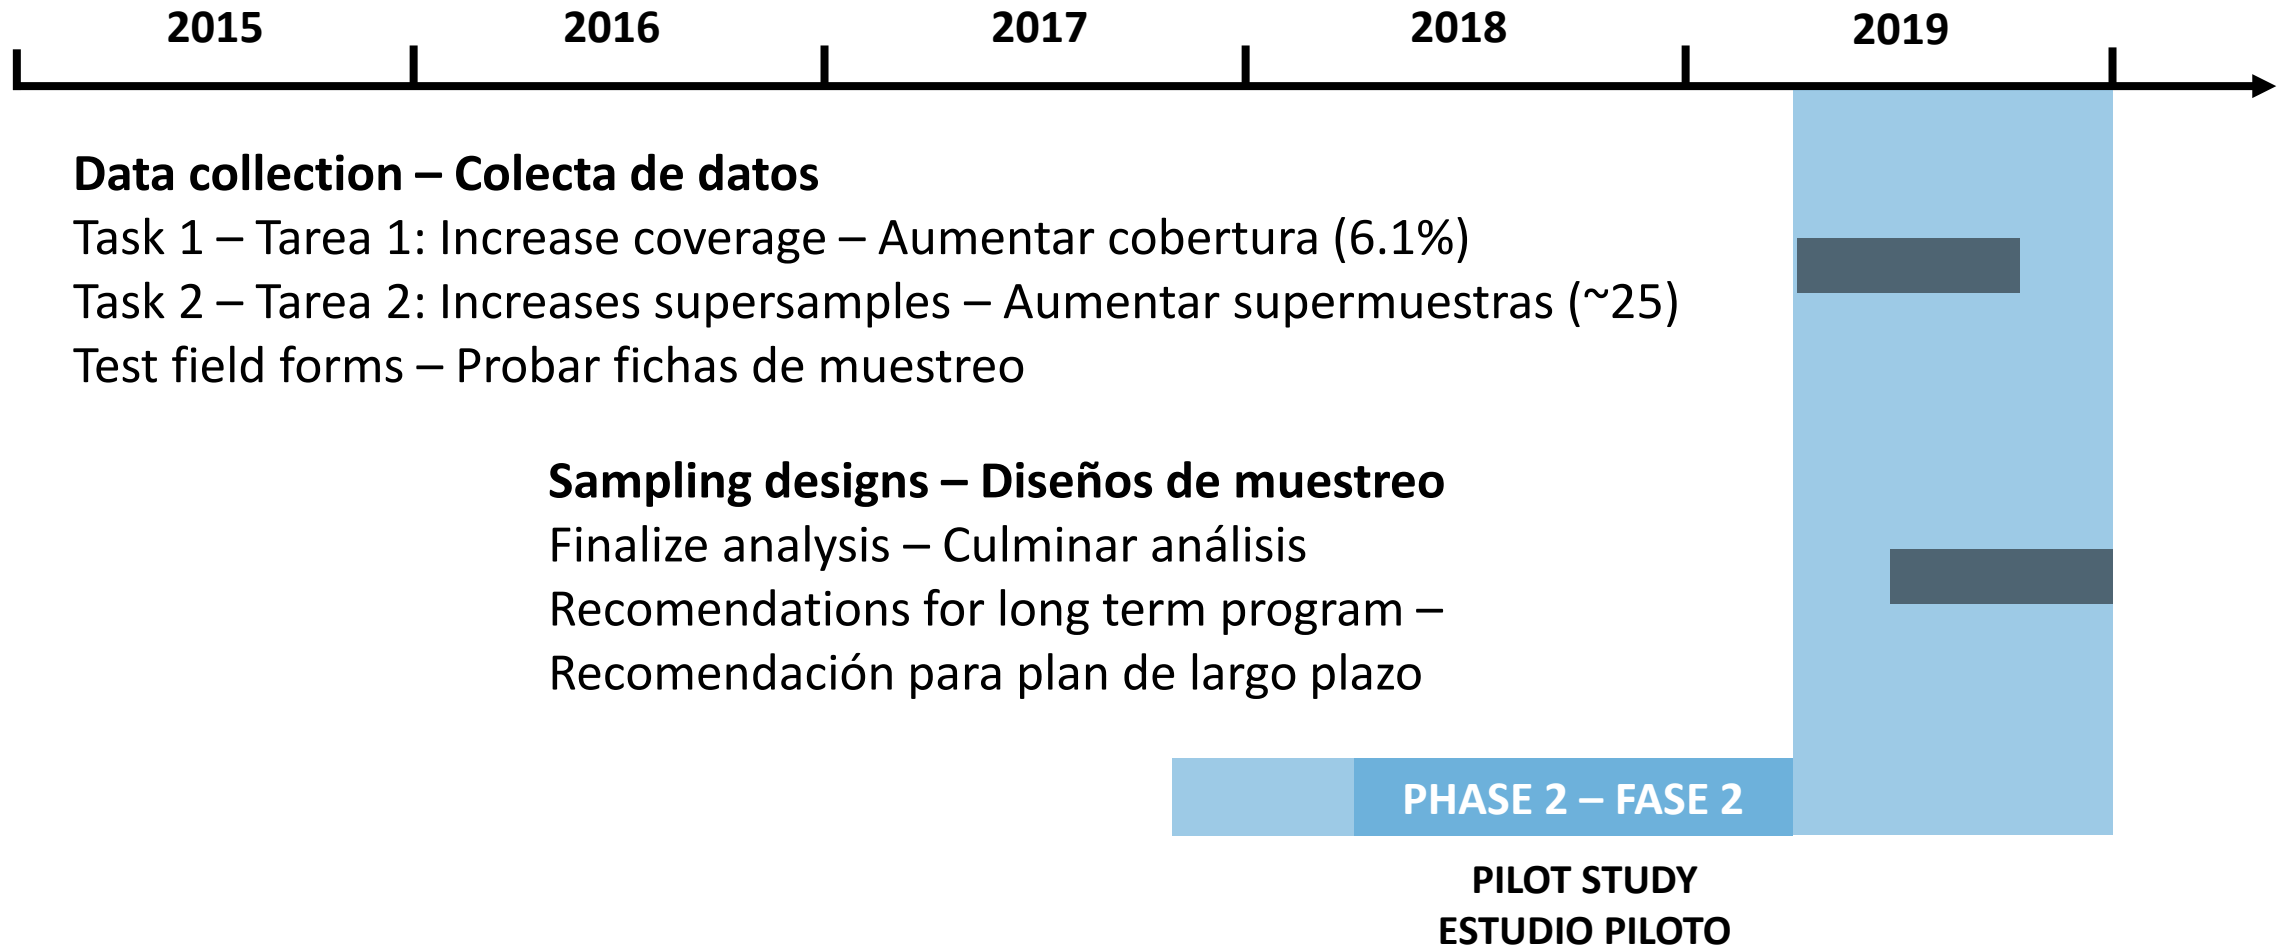 2015 2016 2017 2018 2019
Data collection – Colecta de datos
Task 1 – Tarea 1: Increase coverage – Aumentar cobertura (6.1%)
Task 2 – Tarea 2: Increases supersamples – Aumentar supermuestras (~25)
Test field forms – Probar fichas de muestreo
Sampling designs – Diseños de muestreo
Finalize analysis – Culminar análisis
Recomendations for long term program –
Recomendación para plan de largo plazo
PHASE 2 – FASE 2
PILOT STUDY
ESTUDIO PILOTO